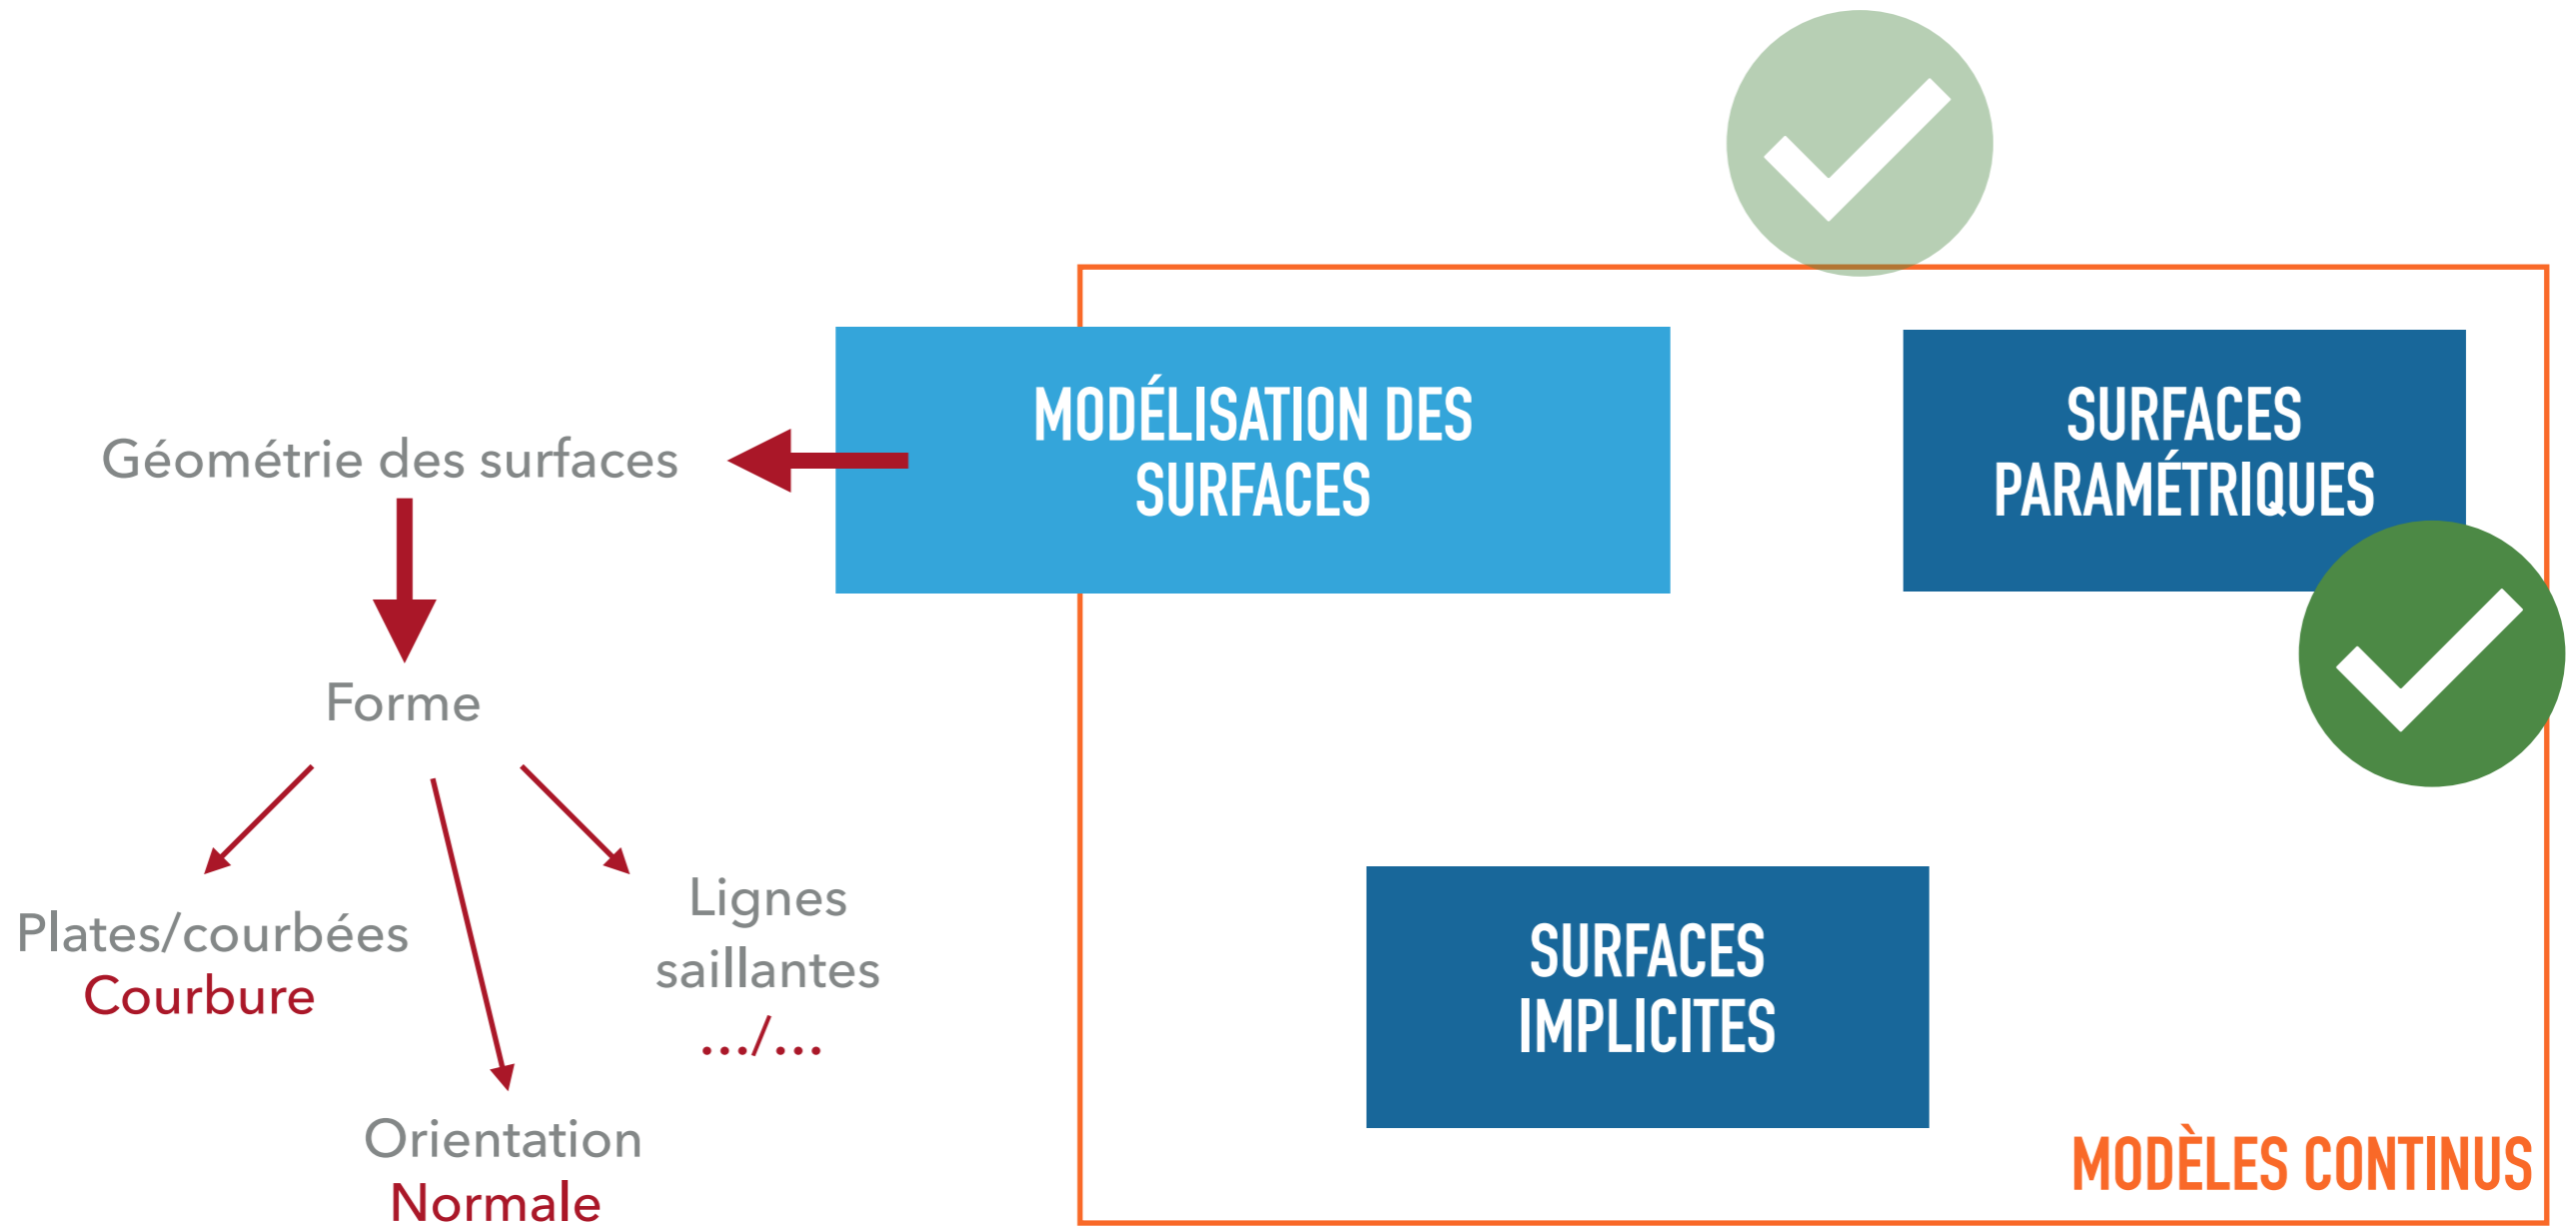 MODÉLISATION DES
SURFACES
SURFACES
PARAMÉTRIQUES
Géométrie des surfaces
Forme
Plates/courbées
Courbure
Lignes
saillantes
.../...
Orientation
Normale
SURFACES
IMPLICITES
MODÈLES CONTINUS